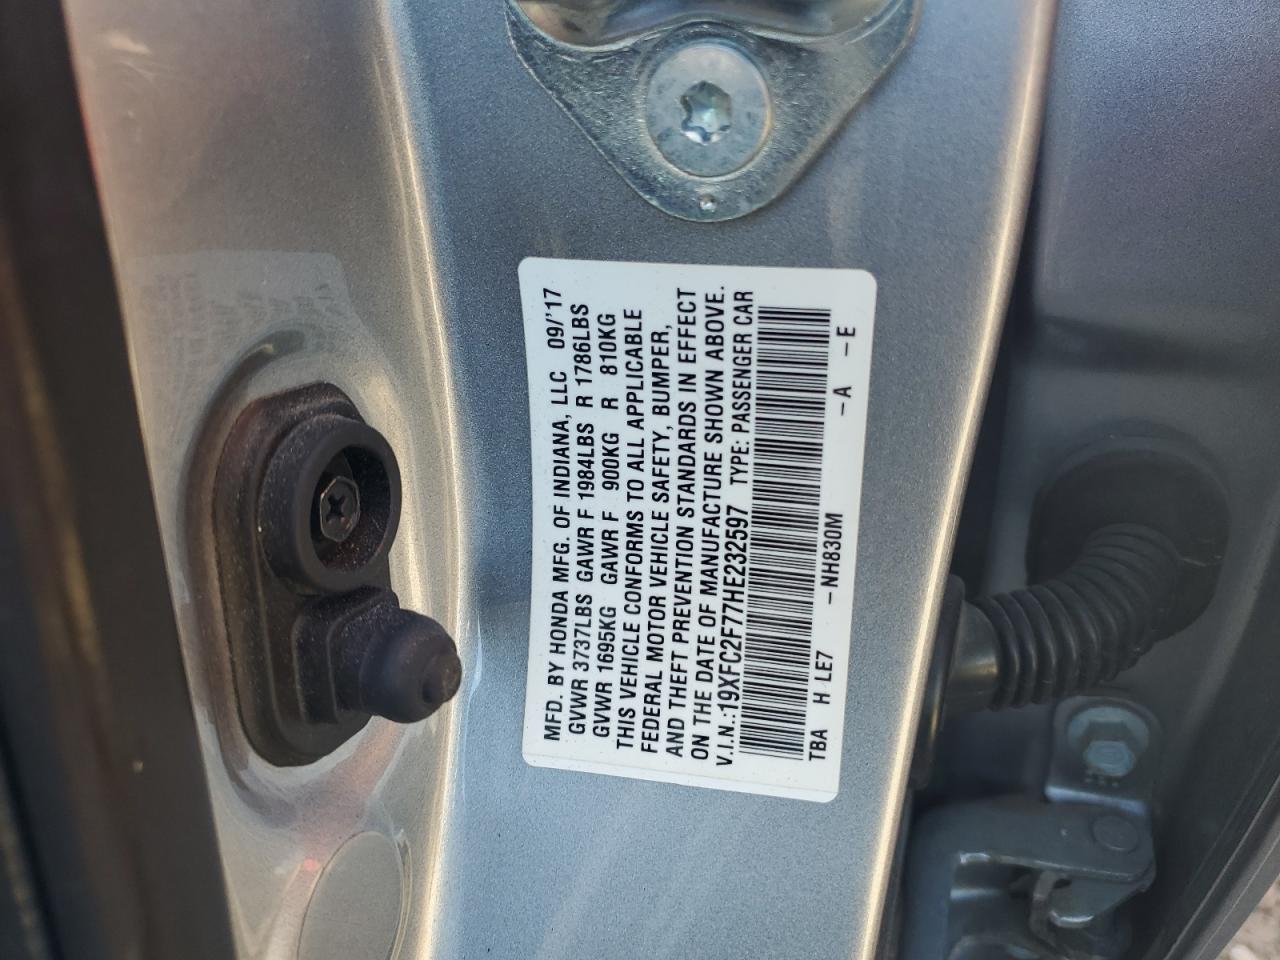 MFD. BY HONDA MFG. OF INDIANA, LLC 09/'17
GVWR 3737LBS GAWR F 1984LBS R 1786LBS
GVWR 1695KG GAWR F 900KG R 810KG
THIS VEHICLE CONFORMS TO ALL APPLICABLE
FEDERAL MOTOR VEHICLE SAFETY, BUMPER,
AND THEFT PREVENTION STANDARDS IN EFFECT
ON THE DATE OF MANUFACTURE SHOWN ABOVE.
V.I.N.:19XFC2F77HE232597 TYPE: PASSENGER CAR
TBA H LE7 -NH830M -A -E